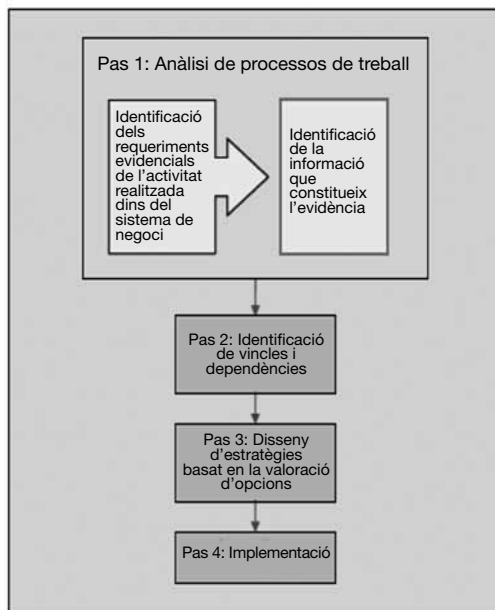 Pas 1: Anàlisi de processos de treball
Identificació
dels
requeriments
evidencials
de l'activitat
realitzada
dins del
sistema de
negoci
Identificació
de la
informació
que
constitueix
l'evidència
Pas 2: Identificació
de vincles i
dependències
Pas 3: Disseny
d'estratègies
basat en la valoració
d'opcions
Pas 4: Implementació